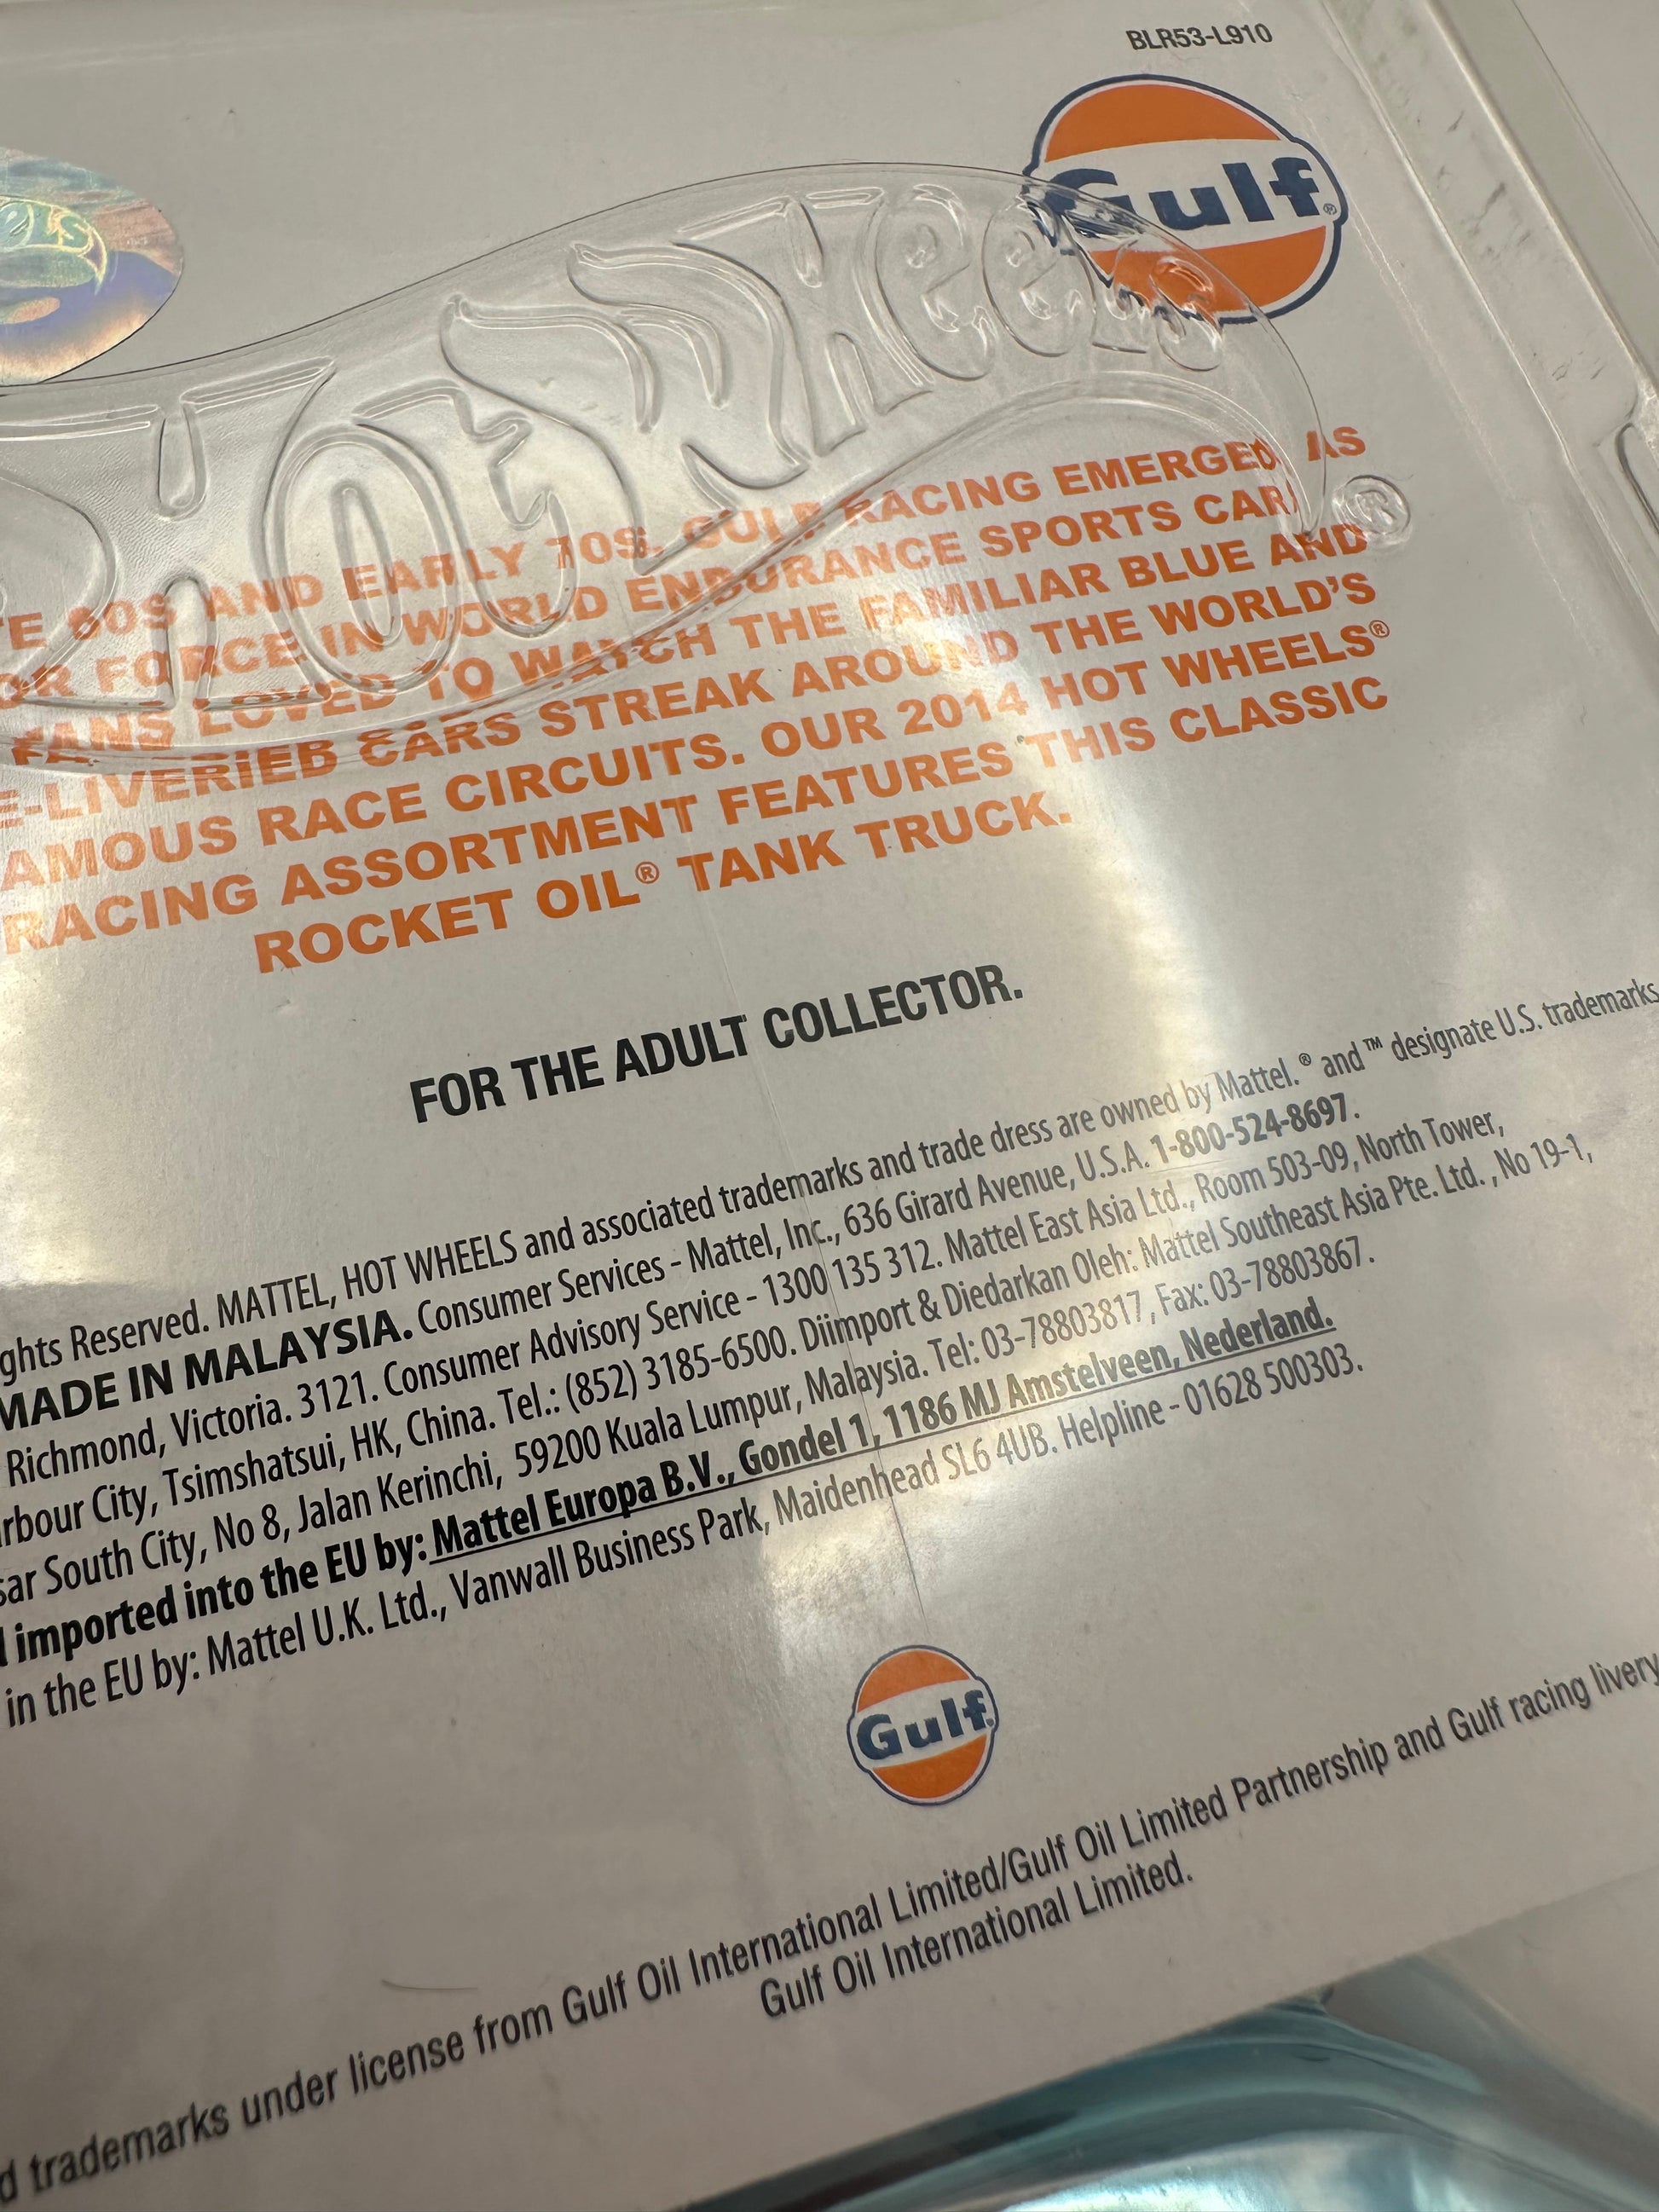 BLR53-L910
Gulf®
ELS
HOT WHEELS ®
TE 60S AND EARLY 70S, GULF RACING EMERGED AS
OR FORCE IN WORLD ENDURANCE SPORTS CAR
FANS LOVED TO WATCH THE FAMILIAR BLUE AND
E-LIVERIED CARS STREAK AROUND THE WORLD'S
AMOUS RACE CIRCUITS. OUR 2014 HOT WHEELS®
RACING ASSORTMENT FEATURES THIS CLASSIC
ROCKET OIL® TANK TRUCK.
FOR THE ADULT COLLECTOR.
ghts Reserved. MATTEL, HOT WHEELS and associated trademarks and trade dress are owned by Mattel. ® and ™ designate U.S. trademarks
MADE IN MALAYSIA. Consumer Services - Mattel, Inc., 636 Girard Avenue, U.S.A. 1-800-524-8697.
Richmond, Victoria. 3121. Consumer Advisory Service - 1300 135 312. Mattel East Asia Ltd., Room 503-09, North Tower,
rbour City, Tsimshatsui, HK, China. Tel.: (852) 3185-6500. Diimport & Diedarkan Oleh: Mattel Southeast Asia Pte. Ltd. , No 19-1,
sar South City, No 8, Jalan Kerinchi, 59200 Kuala Lumpur, Malaysia. Tel: 03-78803817, Fax: 03-78803867.
imported into the EU by: Mattel Europa B.V., Gondel 1, 1186 MJ Amstelveen, Nederland.
in the EU by: Mattel U.K. Ltd., Vanwall Business Park, Maidenhead SL6 4UB. Helpline - 01628 500303.
Gulf®
d trademarks under license from Gulf Oil International Limited/Gulf Oil Limited Partnership and Gulf racing livery
Gulf Oil International Limited.